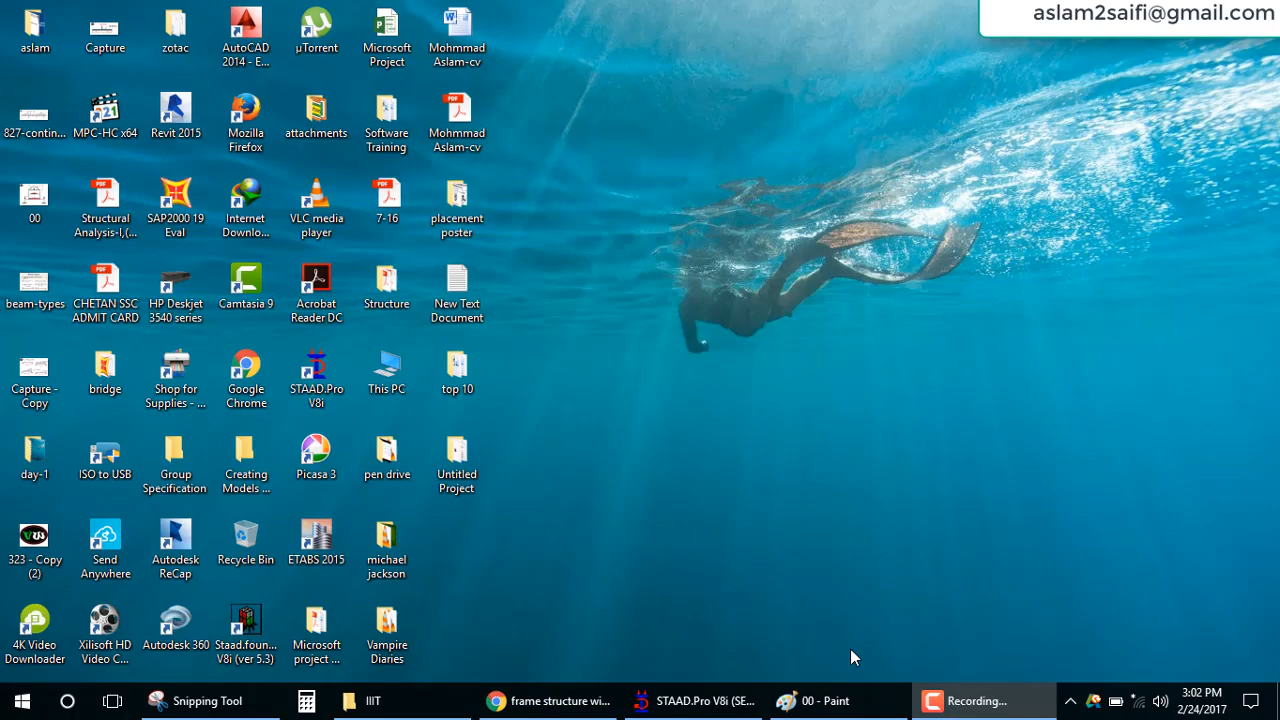 aslam2saifi@gmail.com
aslam
Capture
zotac
AutoCAD
2014 - E...
µTorrent
Microsoft
Project
Mohmmad
Aslam-cv
827-contin...
MPC-HC x64
Revit 2015
Mozilla
Firefox
attachments
Software
Training
Mohmmad
Aslam-cv
00
Structural
Analysis-I,(...
SAP2000 19
Eval
Internet
Downlo...
VLC media
player
7-16
placement
poster
beam-types
CHETAN SSC
ADMIT CARD
HP Deskjet
3540 series
Camtasia 9
Acrobat
Reader DC
Structure
New Text
Document
Capture -
Copy
bridge
Shop for
Supplies - ...
Google
Chrome
STAAD.Pro
V8i
This PC
top 10
day-1
ISO to USB
Group
Specification
Creating
Models ...
Picasa 3
pen drive
Untitled
Project
323 - Copy
(2)
Send
Anywhere
Autodesk
ReCap
Recycle Bin
ETABS 2015
michael
jackson
4K Video
Downloader
Xilisoft HD
Video C...
Autodesk 360
Staad.foun...
V8i (ver 5.3)
Microsoft
project ...
Vampire
Diaries
Snipping Tool
IIIT
frame structure wi...
STAAD.Pro V8i (SE...
00 - Paint
Recording...
3:02 PM
2/24/2017